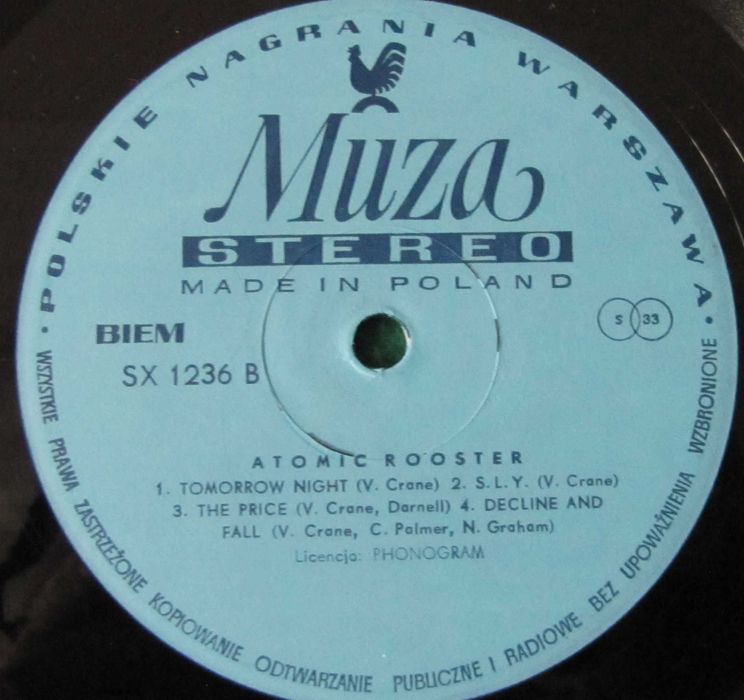 • POLSKIE NAGRANIA WARSZAWA •
Muza
STEREO
MADE IN POLAND
BIEM
S 33
SX 1236 B
ATOMIC ROOSTER
1. TOMORROW NIGHT (V. Crane) 2. S.L.Y. (V. Crane)
3. THE PRICE (V. Crane, Darnell) 4. DECLINE AND
FALL (V. Crane, C. Palmer, N. Graham)
Licencja: PHONOGRAM
WSZYSTKIE PRAWA ZASTRZEŻONE KOPIOWANIE ODTWARZANIE PUBLICZNE I RADIOWE BEZ UPOWAŻNIENIA WZBRONIONE